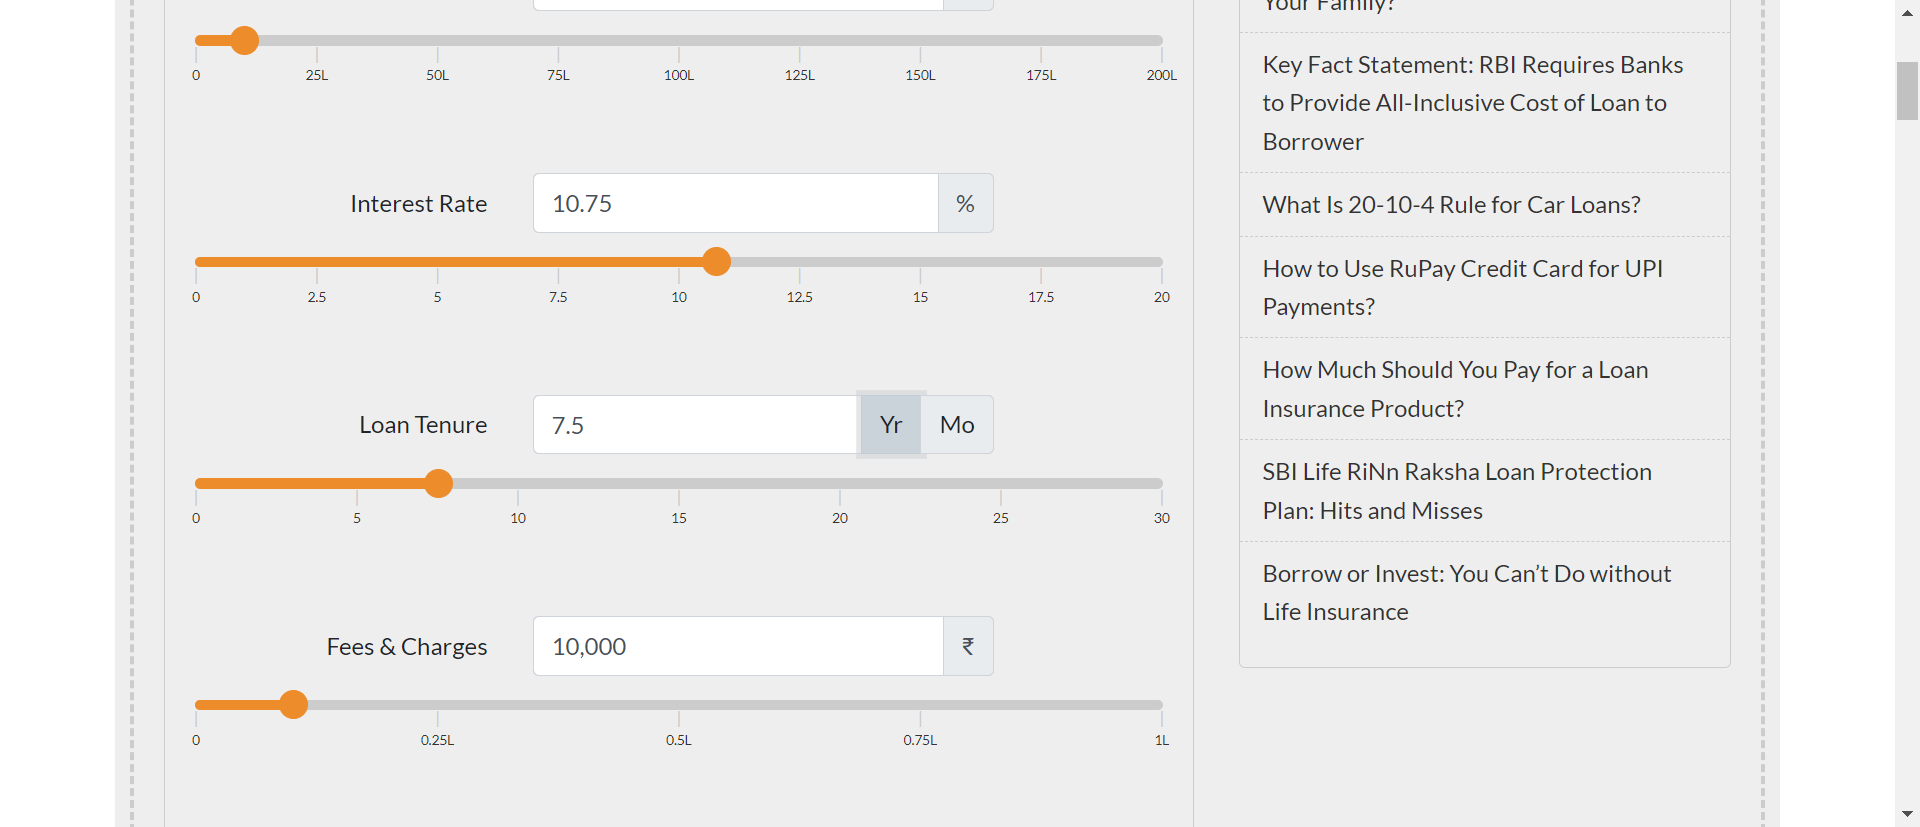 0 25L 50L 75L 100L 125L 150L 175L 200L
Interest Rate 10.75 %
0 2.5 5 7.5 10 12.5 15 17.5 20
Loan Tenure 7.5 Yr Mo
0 5 10 15 20 25 30
Fees & Charges 10,000 ₹
0 0.25L 0.5L 0.75L 1L
Your Family?
Key Fact Statement: RBI Requires Banks
to Provide All-Inclusive Cost of Loan to
Borrower
What Is 20-10-4 Rule for Car Loans?
How to Use RuPay Credit Card for UPI
Payments?
How Much Should You Pay for a Loan
Insurance Product?
SBI Life RiNn Raksha Loan Protection
Plan: Hits and Misses
Borrow or Invest: You Can’t Do without
Life Insurance